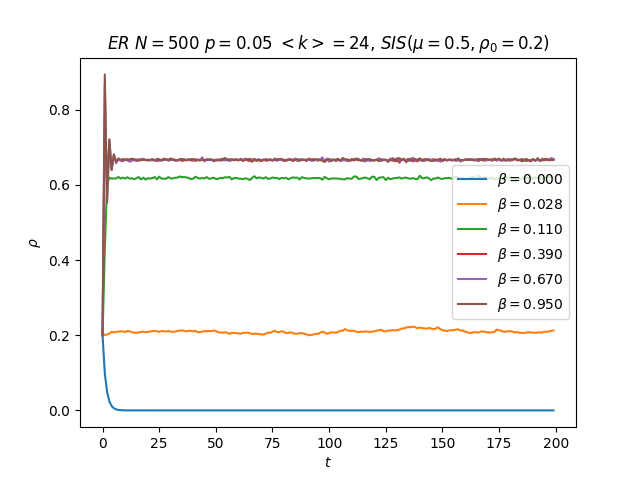 ER N = 500 p = 0.05 < k >= 24, SIS(μ = 0.5, ρ₀ = 0.2)
0.8
0.6
0.4
0.2
0.0
ρ
β = 0.000
β = 0.028
β = 0.110
β = 0.390
β = 0.670
β = 0.950
0 25 50 75 100 125 150 175 200
t